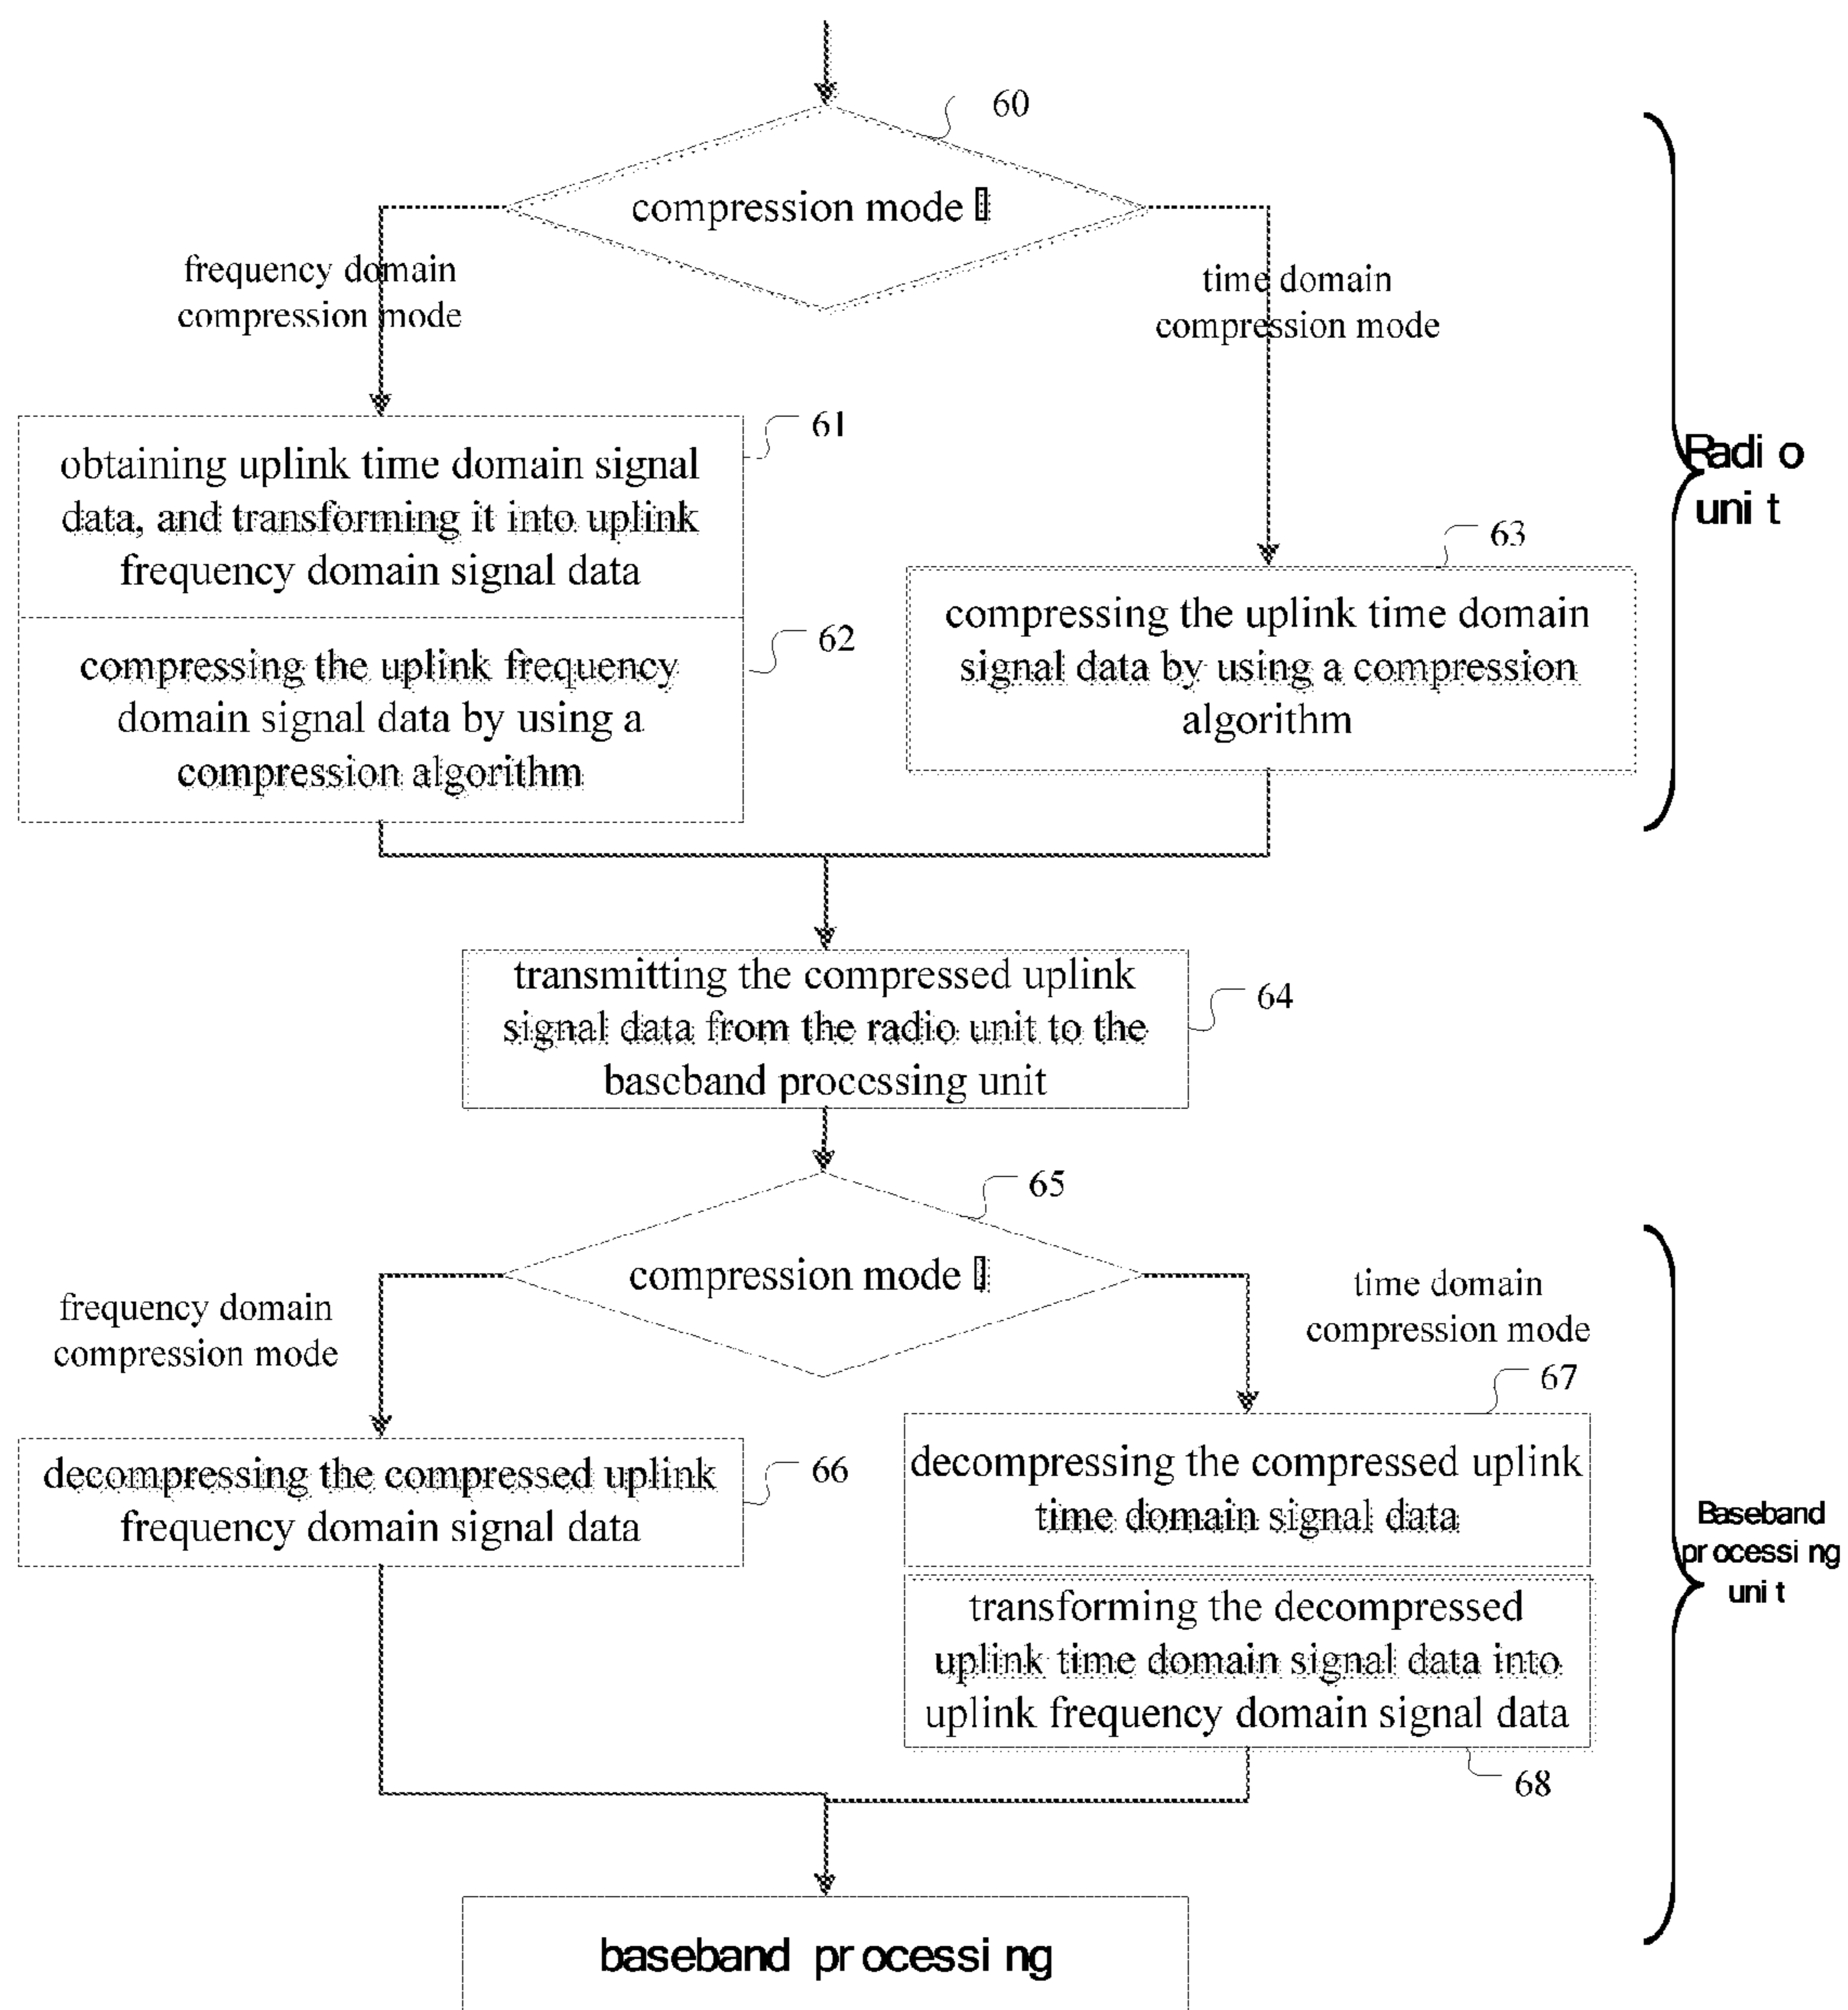 60
compression mode
frequency domain
compression mode
time domain
compression mode
61
obtaining uplink time domain signal
data, and transforming it into uplink
frequency domain signal data
62
compressing the uplink frequency
domain signal data by using a
compression algorithm
63
compressing the uplink time domain
signal data by using a compression
algorithm
Radio
unit
64
transmitting the compressed uplink
signal data from the radio unit to the
baseband processing unit
65
compression mode
frequency domain
compression mode
time domain
compression mode
66
decompressing the compressed uplink
frequency domain signal data
67
decompressing the compressed uplink
time domain signal data
transforming the decompressed
uplink time domain signal data into
uplink frequency domain signal data
68
Baseband
processing
unit
baseband processing